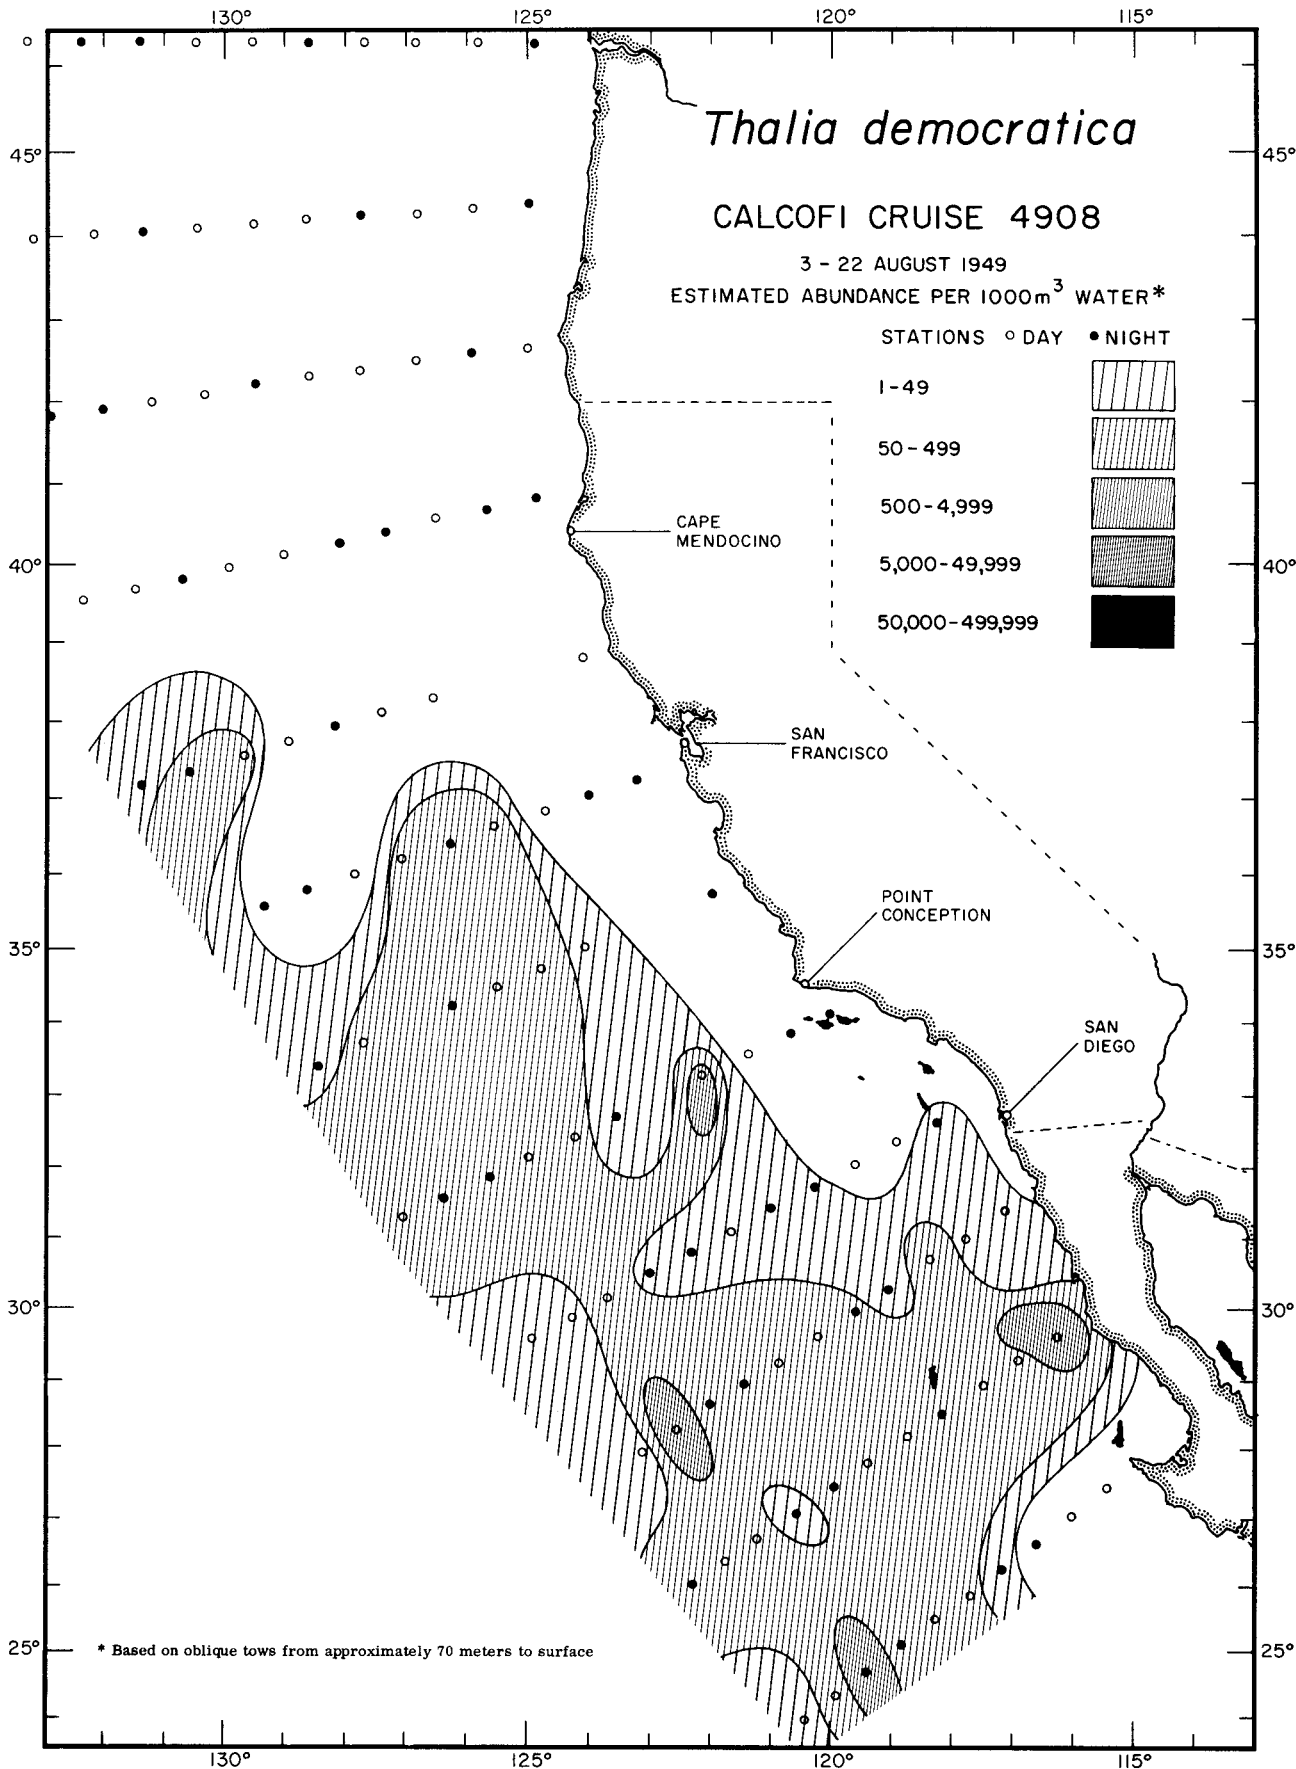 130° 125° 120° 115°
Thalia democratica
45° 45°
CALCOFI CRUISE 4908
3 - 22 AUGUST 1949
ESTIMATED ABUNDANCE PER 1000m³ WATER*
STATIONS ○ DAY ● NIGHT
1-49
50-499
500-4,999
5,000-49,999
50,000-499,999
CAPE
MENDOCINO
40° 40°
SAN
FRANCISCO
POINT
CONCEPTION
35° 35°
SAN
DIEGO
30° 30°
25° 25°
* Based on oblique tows from approximately 70 meters to surface
130° 125° 120° 115°